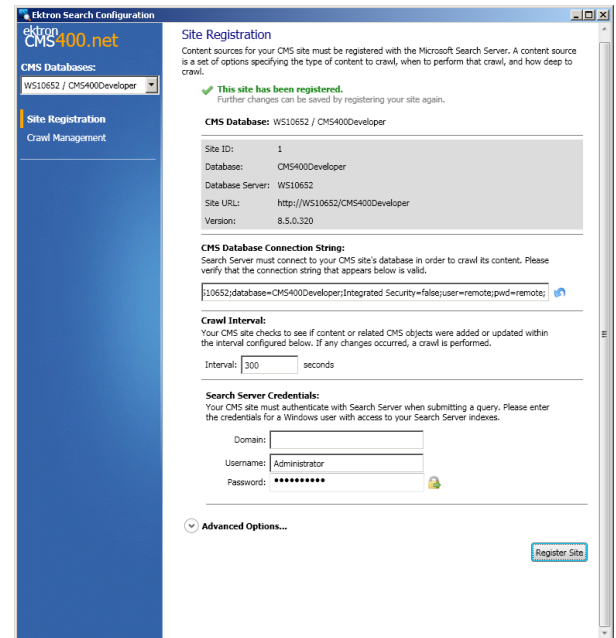 Ektron Search Configuration
ektron
CMS400.net
CMS Databases:
WS10652 / CMS400Developer
Site Registration
Crawl Management
Site Registration
Content sources for your CMS site must be registered with the Microsoft Search Server. A content source
is a set of options specifying the type of content to crawl, when to perform that crawl, and how deep to
crawl.
This site has been registered.
Further changes can be saved by registering your site again.
CMS Database: WS10652 / CMS400Developer
Site ID: 1
Database: CMS400Developer
Database Server: WS10652
Site URL: http://WS10652/CMS400Developer
Version: 8.5.0.320
CMS Database Connection String:
Search Server must connect to your CMS site's database in order to crawl its content. Please
verify that the connection string that appears below is valid.
10652;database=CMS400Developer;Integrated Security=false;user=remote;pwd=remote;
Crawl Interval:
Your CMS site checks to see if content or related CMS objects were added or updated within
the interval configured below. If any changes occurred, a crawl is performed.
Interval: 300 seconds
Search Server Credentials:
Your CMS site must authenticate with Search Server when submitting a query. Please enter
the credentials for a Windows user with access to your Search Server indexes.
Domain:
Username: Administrator
Password: ••••••••••
Advanced Options...
Register Site